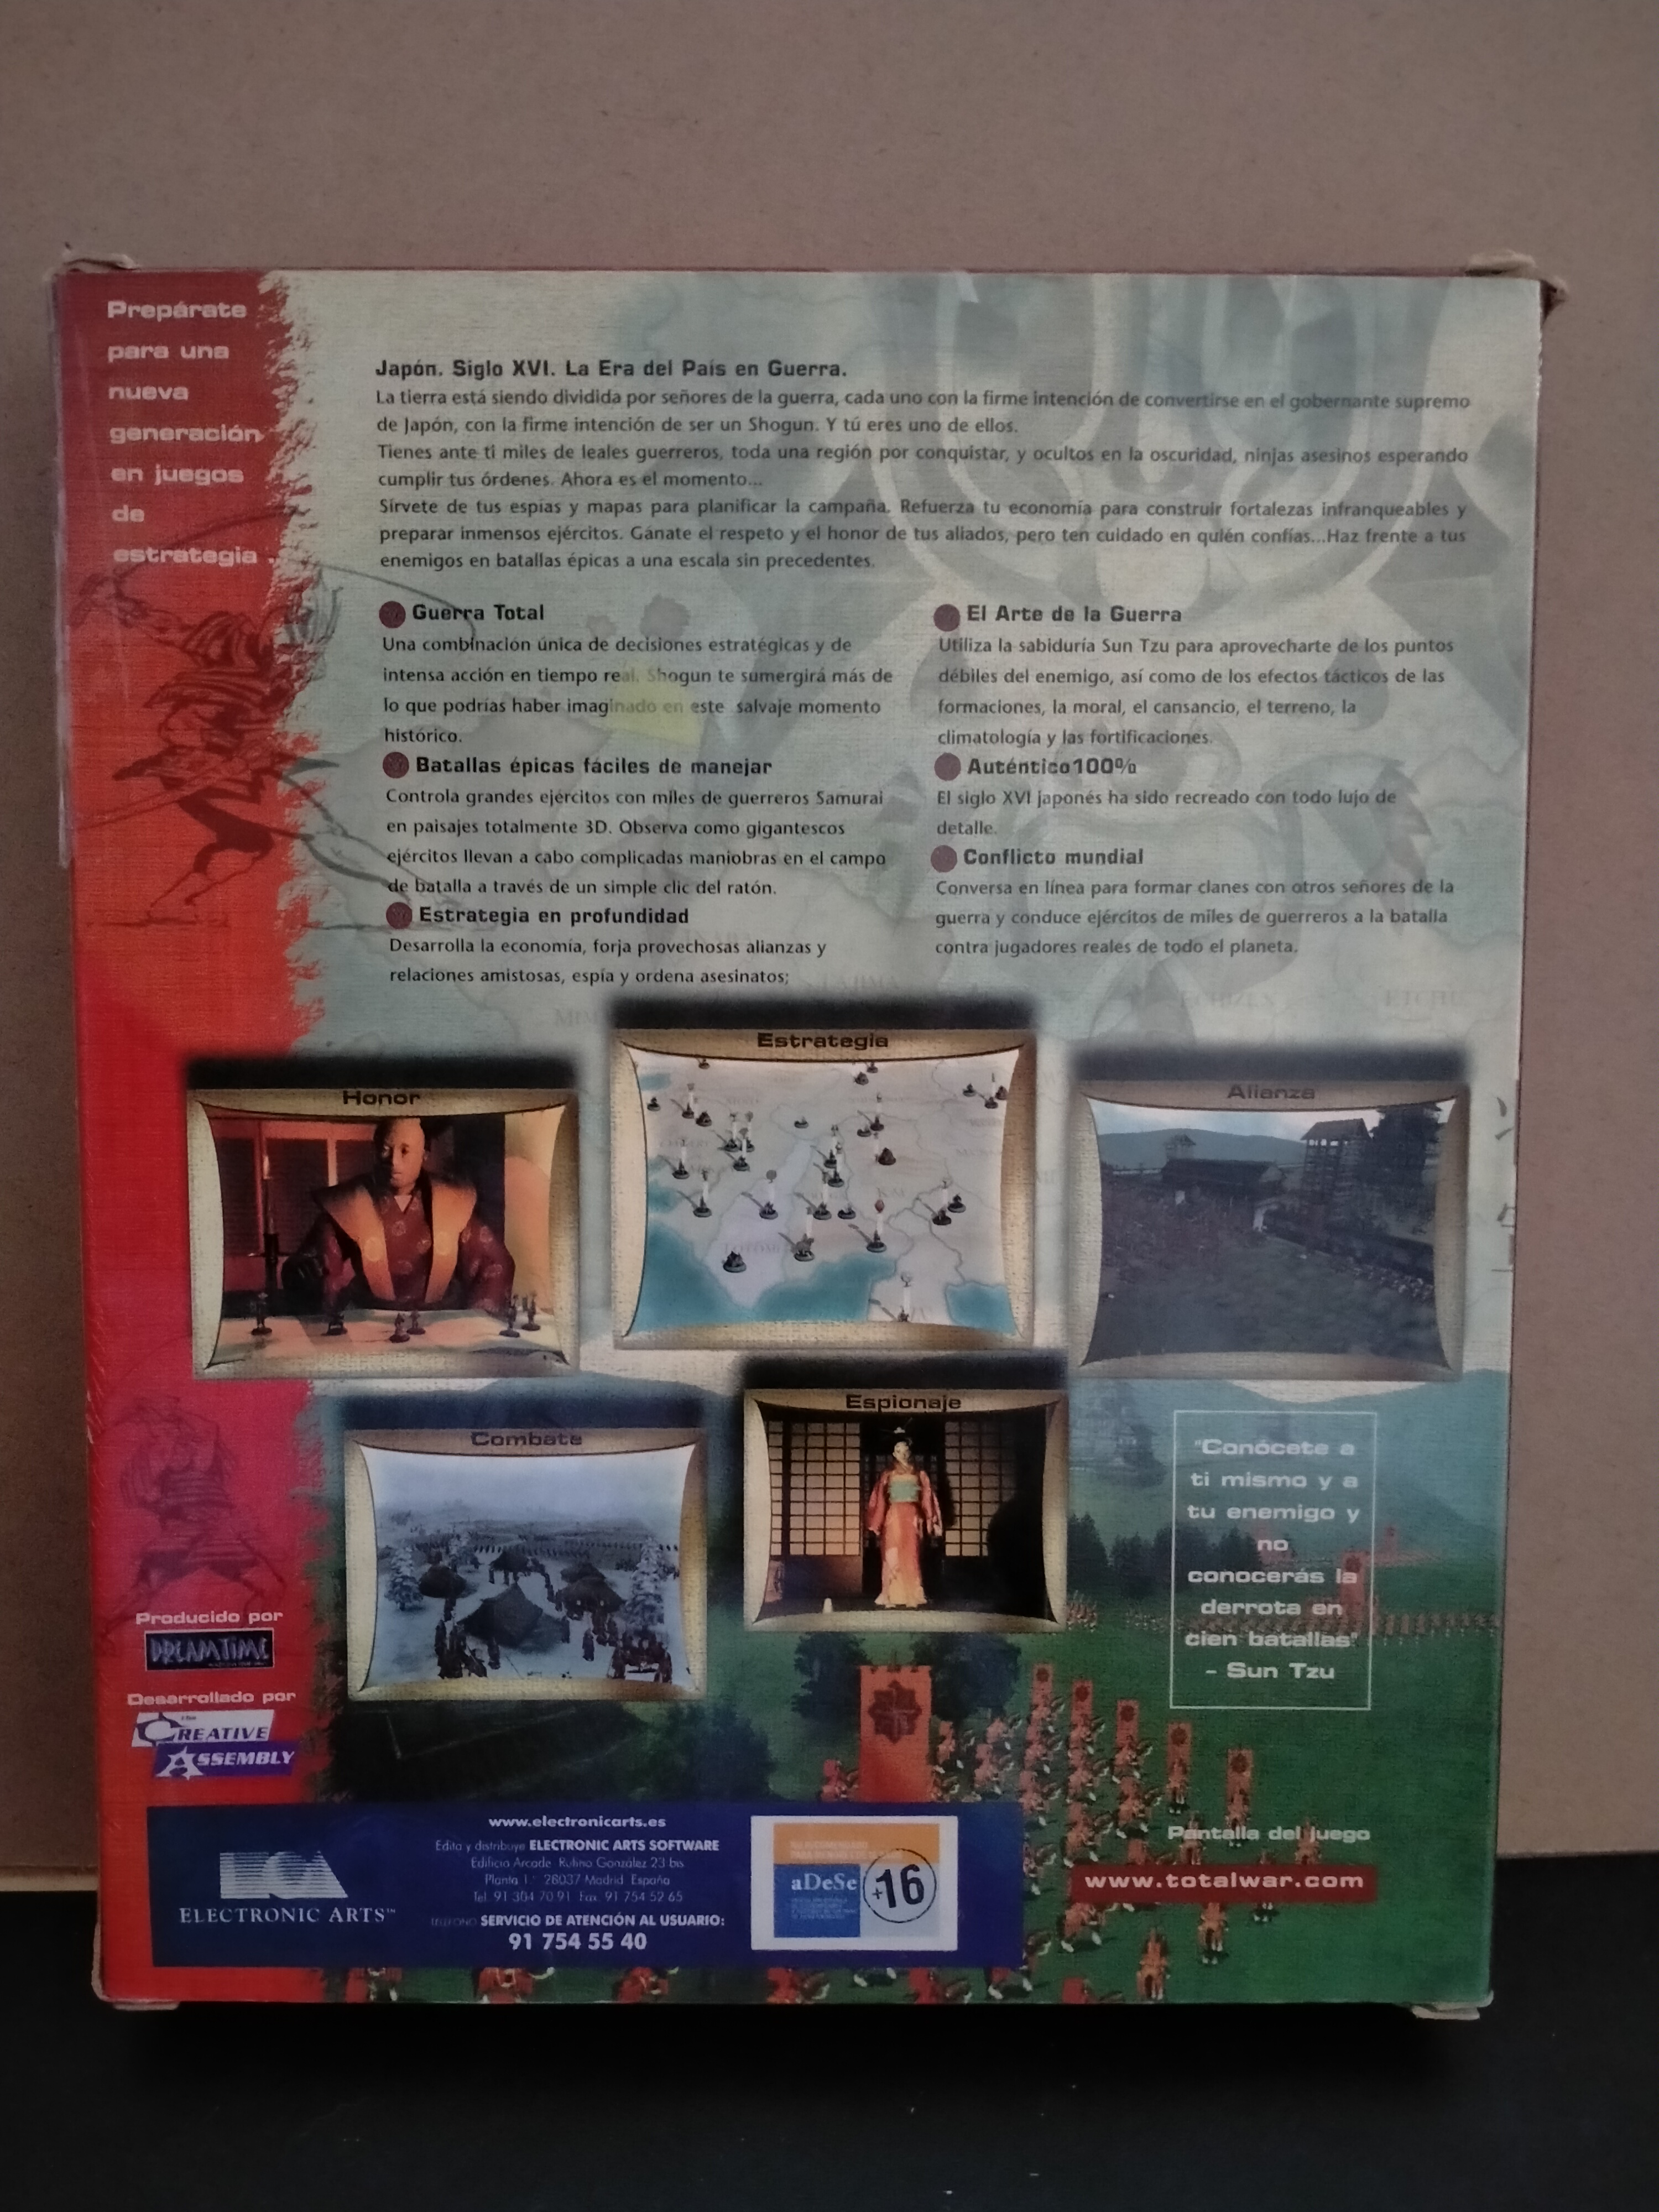 Prepárate
para una
nueva
generación
en juegos
de
estrategia.
Japón. Siglo XVI. La Era del País en Guerra.
La tierra está siendo dividida por señores de la guerra, cada uno con la firme intención de convertirse en el gobernante supremo
de Japón, con la firme intención de ser un Shogun. Y tú eres uno de ellos.
Tienes ante ti miles de leales guerreros, toda una región por conquistar, y ocultos en la oscuridad, ninjas asesinos esperando
cumplir tus órdenes. Ahora es el momento...
Sírvete de tus espías y mapas para planificar la campaña. Refuerza tu economía para construir fortalezas infranqueables y
preparar inmensos ejércitos. Gánate el respeto y el honor de tus aliados, pero ten cuidado en quién confías...Haz frente a tus
enemigos en batallas épicas a una escala sin precedentes.
Guerra Total
Una combinación única de decisiones estratégicas y de
intensa acción en tiempo real. Shogun te sumergirá más de
lo que podrías haber imaginado en este salvaje momento
histórico.
Batallas épicas fáciles de manejar
Controla grandes ejércitos con miles de guerreros Samurai
en paisajes totalmente 3D. Observa como gigantescos
ejércitos llevan a cabo complicadas maniobras en el campo
de batalla a través de un simple clic del ratón.
Estrategia en profundidad
Desarrolla la economía, forja provechosas alianzas y
relaciones amistosas, espía y ordena asesinatos;
El Arte de la Guerra
Utiliza la sabiduría Sun Tzu para aprovecharte de los puntos
débiles del enemigo, así como de los efectos tácticos de las
formaciones, la moral, el cansancio, el terreno, la
climatología y las fortificaciones.
Auténtico100%
El siglo XVI japonés ha sido recreado con todo lujo de
detalle.
Conflicto mundial
Conversa en línea para formar clanes con otros señores de la
guerra y conduce ejércitos de miles de guerreros a la batalla
contra jugadores reales de todo el planeta.
Honor
Estrategia
Alianza
Combate
Espionaje
"Conócete a
ti mismo y a
tu enemigo y
no
conocerás la
derrota en
cien batallas"
- Sun Tzu
Producido por
DREAMTIME
Desarrollado por
The
CREATIVE
ASSEMBLY
ELECTRONIC ARTS™
www.electronicarts.es
Edita y distribuye ELECTRONIC ARTS SOFTWARE
Edificio Arcade Rufino González 23 bis
Planta 1.ª 28037 Madrid España
Tel. 91 304 70 91 Fax. 91 754 52 65
TELÉFONO SERVICIO DE ATENCIÓN AL USUARIO:
91 754 55 40
aDeSe
+16
Pantalla del juego
www.totalwar.com